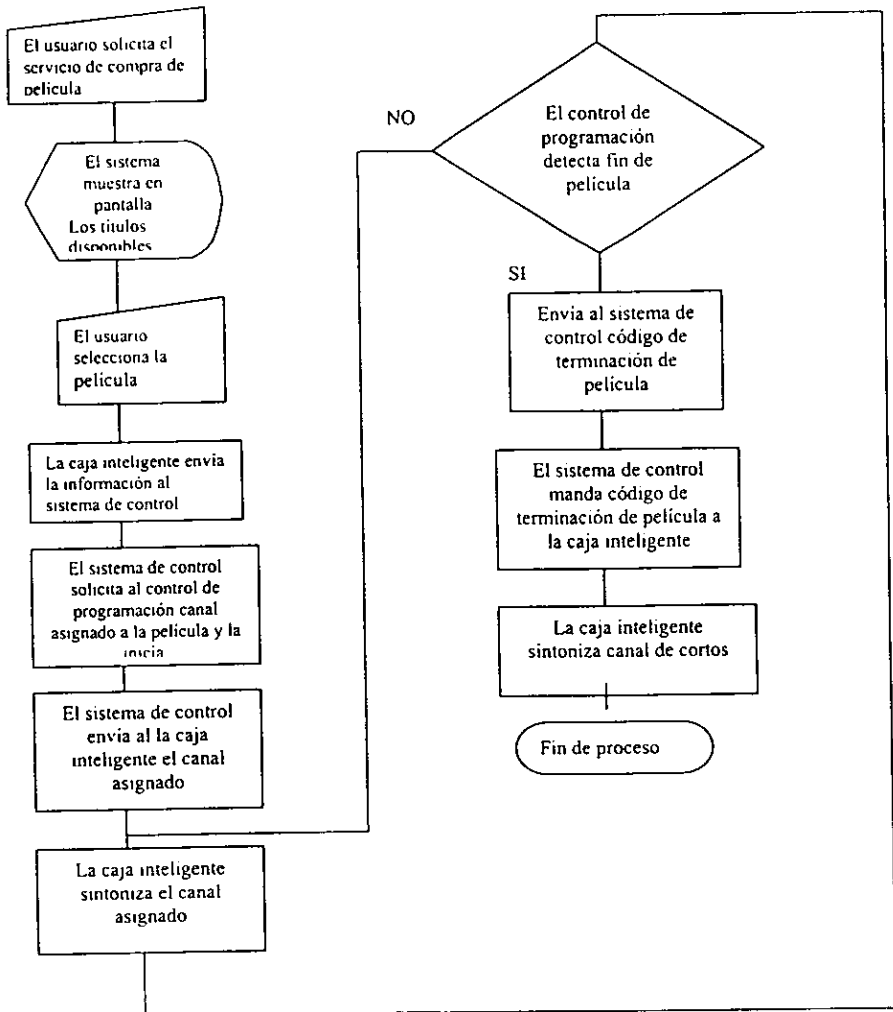 El usuario solicita el
servicio de compra de
película
El sistema
muestra en
pantalla
Los títulos
disponibles
El usuario
selecciona la
película
La caja inteligente envia
la información al
sistema de control
El sistema de control
solicita al control de
programación canal
asignado a la película y la
inicia
El sistema de control
envia al la caja
inteligente el canal
asignado
La caja inteligente
sintoniza el canal
asignado
NO
El control de
programación
detecta fin de
película
SI
Envia al sistema de
control código de
terminación de
película
El sistema de control
manda código de
terminación de película a
la caja inteligente
La caja inteligente
sintoniza canal de cortos
Fin de proceso